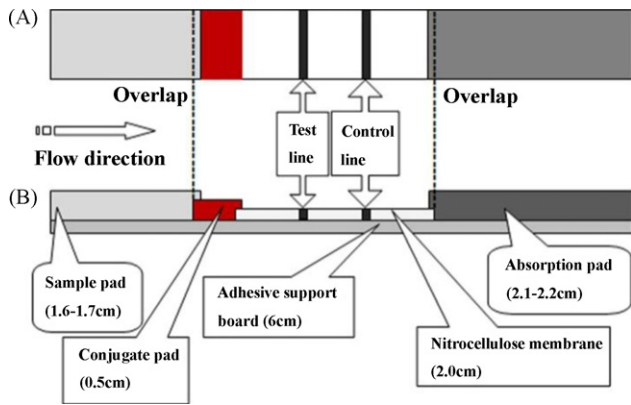 (A)
Overlap
Overlap
Flow direction
Test
line
Control
line
(B)
Sample pad
(1.6-1.7cm)
Conjugate pad
(0.5cm)
Adhesive support
board (6cm)
Nitrocellulose membrane
(2.0cm)
Absorption pad
(2.1-2.2cm)